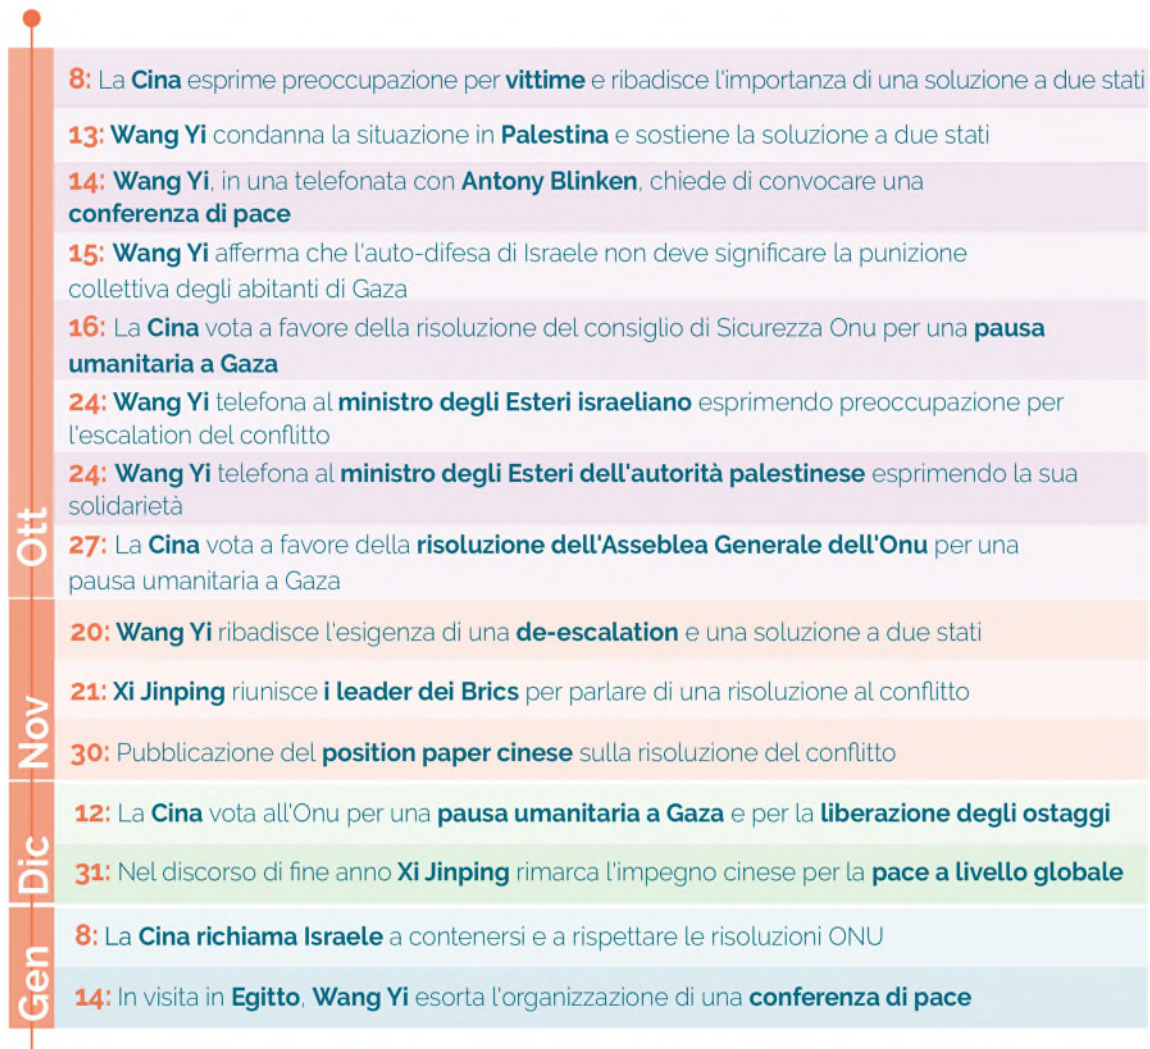 8: La Cina esprime preoccupazione per vittime e ribadisce l'importanza di una soluzione a due stati
13: Wang Yi condanna la situazione in Palestina e sostiene la soluzione a due stati
14: Wang Yi, in una telefonata con Antony Blinken, chiede di convocare una
conferenza di pace
15: Wang Yi afferma che l'auto-difesa di Israele non deve significare la punizione
collettiva degli abitanti di Gaza
16: La Cina vota a favore della risoluzione del consiglio di Sicurezza Onu per una pausa
umanitaria a Gaza
24: Wang Yi telefona al ministro degli Esteri israeliano esprimendo preoccupazione per
l'escalation del conflitto
24: Wang Yi telefona al ministro degli Esteri dell'autorità palestinese esprimendo la sua
solidarietà
Ott
27: La Cina vota a favore della risoluzione dell'Asseblea Generale dell'Onu per una
pausa umanitaria a Gaza
20: Wang Yi ribadisce l'esigenza di una de-escalation e una soluzione a due stati
21: Xi Jinping riunisce i leader dei Brics per parlare di una risoluzione al conflitto
Nov
30: Pubblicazione del position paper cinese sulla risoluzione del conflitto
12: La Cina vota all'Onu per una pausa umanitaria a Gaza e per la liberazione degli ostaggi
Dic
31: Nel discorso di fine anno Xi Jinping rimarca l'impegno cinese per la pace a livello globale
8: La Cina richiama Israele a contenersi e a rispettare le risoluzioni ONU
Gen
14: In visita in Egitto, Wang Yi esorta l'organizzazione di una conferenza di pace